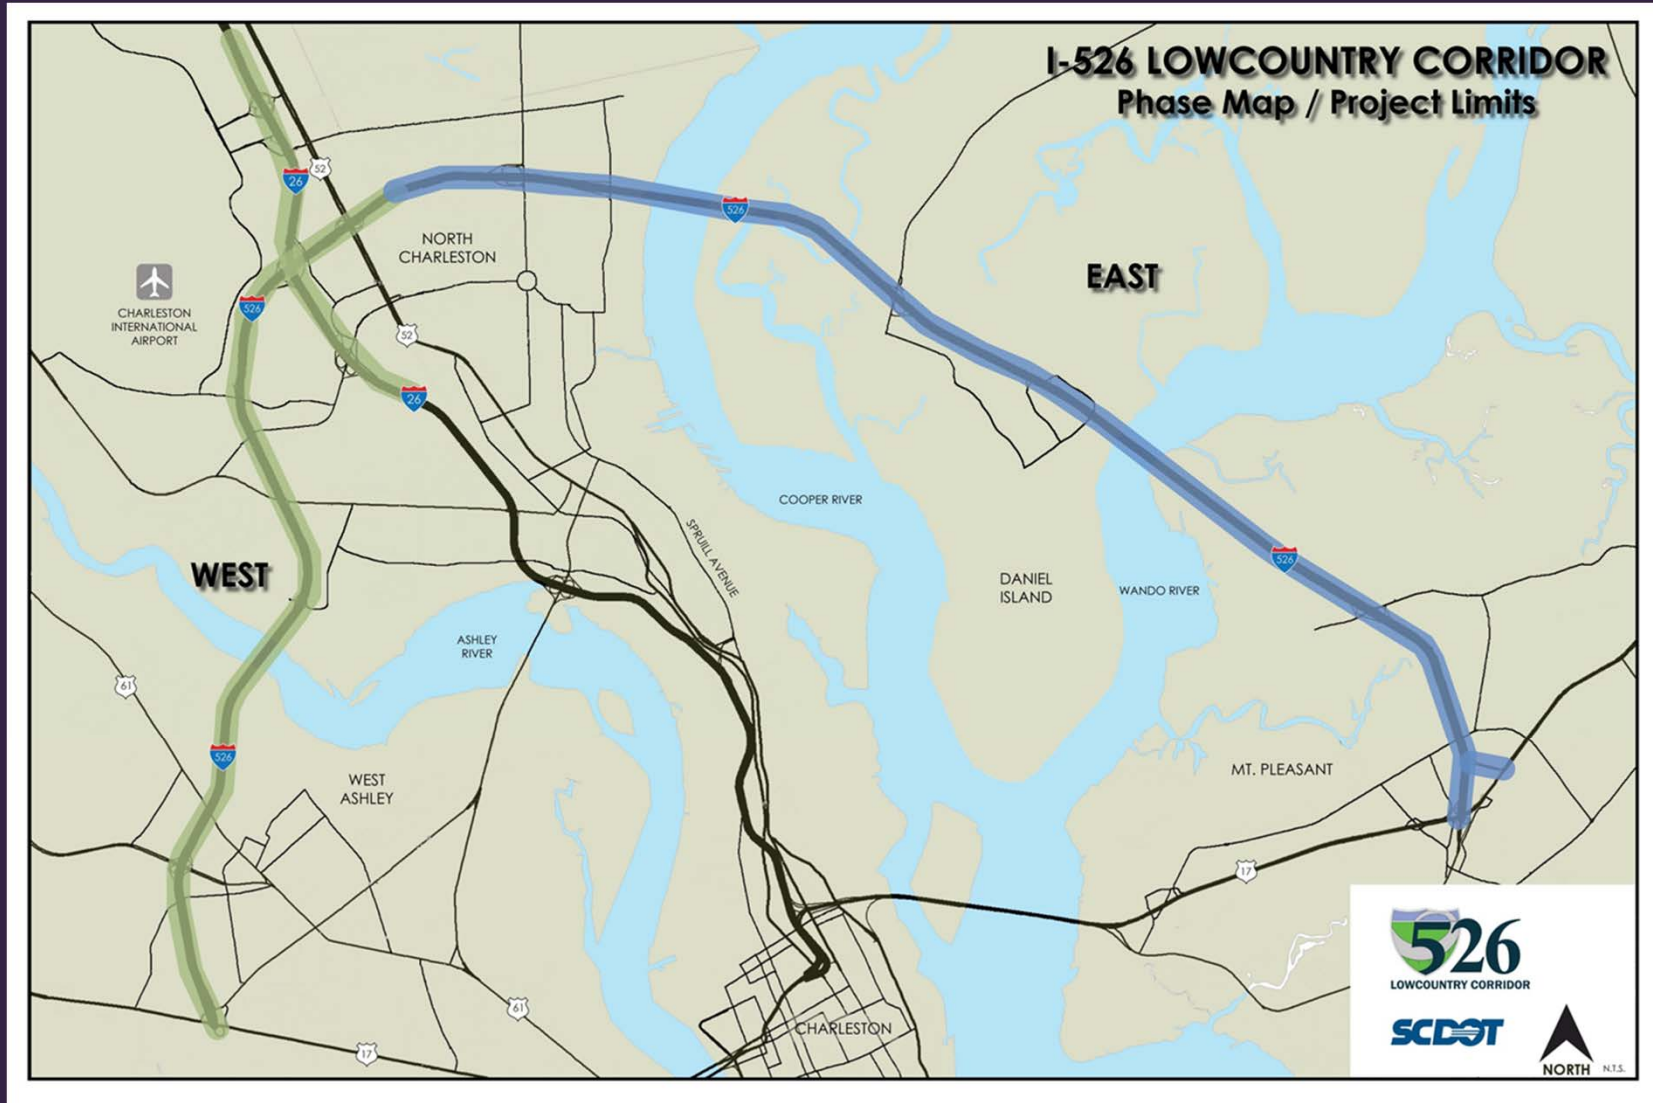 I-526 LOWCOUNTRY CORRIDOR
Phase Map / Project Limits
52
26
526
NORTH
CHARLESTON
EAST
CHARLESTON
INTERNATIONAL
AIRPORT
526
52
26
COOPER RIVER
SPRUILL AVENUE
WEST
DANIEL
ISLAND
WANDO RIVER
526
ASHLEY
RIVER
61
526
WEST
ASHLEY
MT. PLEASANT
17
61
17
CHARLESTON
526
LOWCOUNTRY CORRIDOR
SCDOT
NORTH
N.T.S.